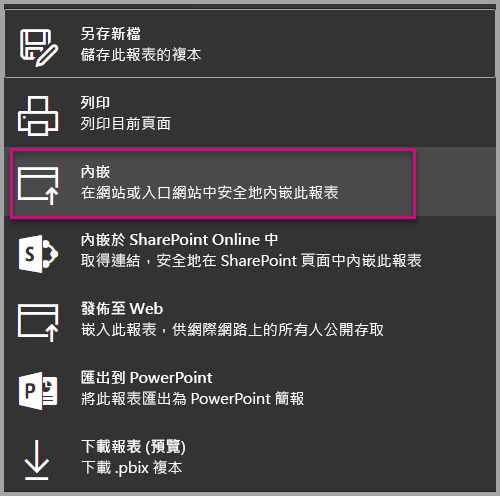 另存新檔
儲存此報表的複本
列印
列印目前頁面
內嵌
在網站或入口網站中安全地內嵌此報表
內嵌於 SharePoint Online 中
取得連結，安全地在 SharePoint 頁面中內嵌此報表
發佈至 Web
嵌入此報表，供網際網路上的所有人公開存取
匯出到 PowerPoint
將此報表匯出為 PowerPoint 簡報
下載報表 (預覽)
下載 .pbix 複本